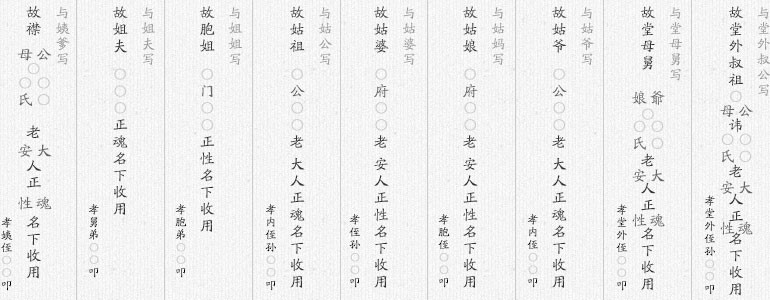 与堂外叔公写
故堂外叔祖○公母讳○○○○氏老大安人正魂性名下收用
孝堂外侄孙○○叩
与堂母舅写
故堂母舅爷娘○○○○氏老大安人正魂性名下收用
孝堂外侄○○叩
与姑爷写
故姑爷○公○○老大人正魂名下收用
孝内侄○○叩
与姑妈写
故姑娘○府○○老安人正性名下收用
孝胞侄○○叩
与姑婆写
故姑婆○府○○老安人正性名下收用
孝侄孙○○叩
与姑公写
故姑祖○公○○老大人正魂名下收用
孝内侄孙○○叩
与姐姐写
故胞姐○门○○正性名下收用
孝胞弟○○叩
与姐夫写
故姐夫○○○正魂名下收用
孝舅弟○○叩
与姨爹写
故襟公母○○○○氏老大安人正魂性名下收用
孝姨侄○○叩